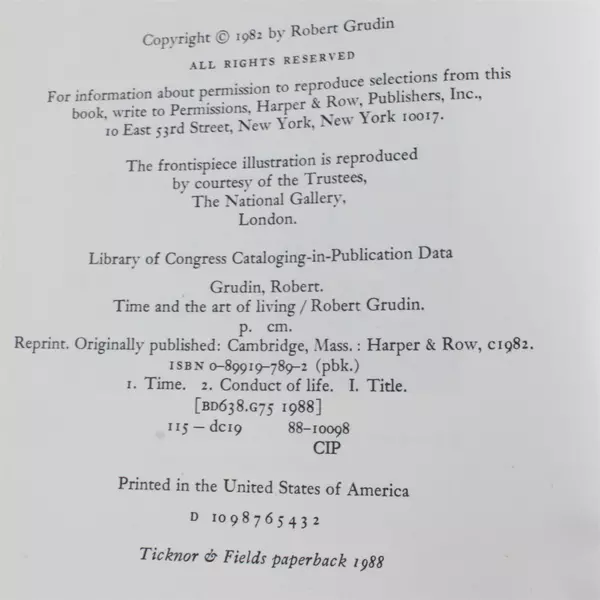 Copyright © 1982 by Robert Grudin
ALL RIGHTS RESERVED
For information about permission to reproduce selections from this
book, write to Permissions, Harper & Row, Publishers, Inc.,
10 East 53rd Street, New York, New York 10017.
The frontispiece illustration is reproduced
by courtesy of the Trustees,
The National Gallery,
London.
Library of Congress Cataloging-in-Publication Data
Grudin, Robert.
Time and the art of living / Robert Grudin.
p. cm.
Reprint. Originally published: Cambridge, Mass. : Harper & Row, c1982.
ISBN 0-89919-789-2 (pbk.)
1. Time. 2. Conduct of life. I. Title.
[BD638.G75 1988]
115 — dc19 88-10098
CIP
Printed in the United States of America
D 10 9 8 7 6 5 4 3 2
Ticknor & Fields paperback 1988